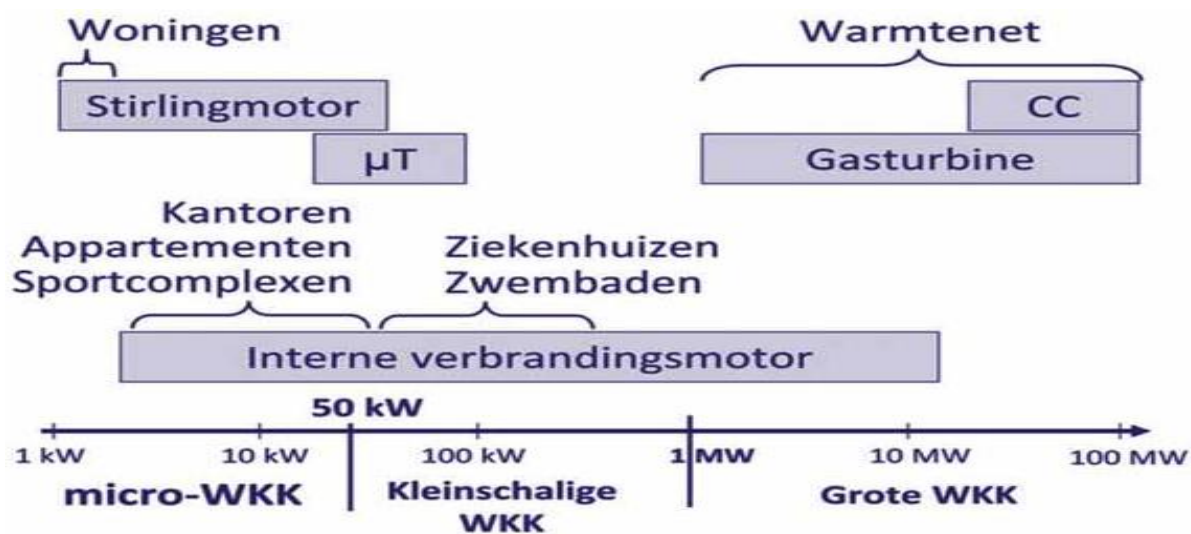 Woningen
Warmtenet
Stirlingmotor
CC
µT
Gasturbine
Kantoren
Appartementen
Sportcomplexen
Ziekenhuizen
Zwembaden
Interne verbrandingsmotor
50 kW
1 kW
10 kW
100 kW
1 MW
10 MW
100 MW
micro-WKK
Kleinschalige
WKK
Grote WKK